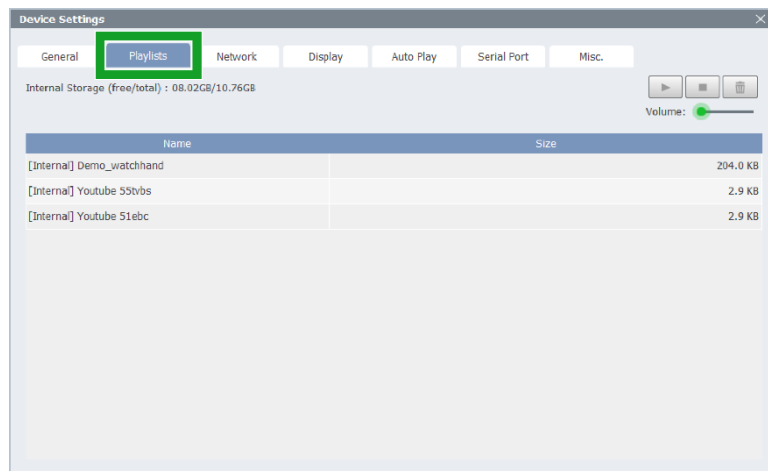 Device Settings
General Playlists Network Display Auto Play Serial Port Misc.
Internal Storage (free/total) : 08.02GB/10.76GB
Volume:
Name Size
[Internal] Demo_watchhand 204.0 KB
[Internal] Youtube 55tvbs 2.9 KB
[Internal] Youtube 51ebc 2.9 KB